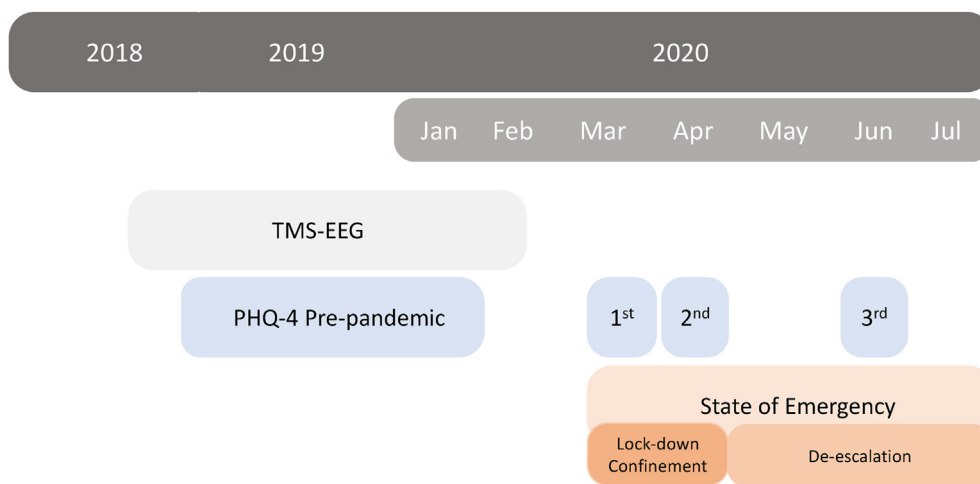 2018 2019 2020
Jan Feb Mar Apr May Jun Jul
TMS-EEG
PHQ-4 Pre-pandemic 1st 2nd 3rd
State of Emergency
Lock-down
Confinement
De-escalation